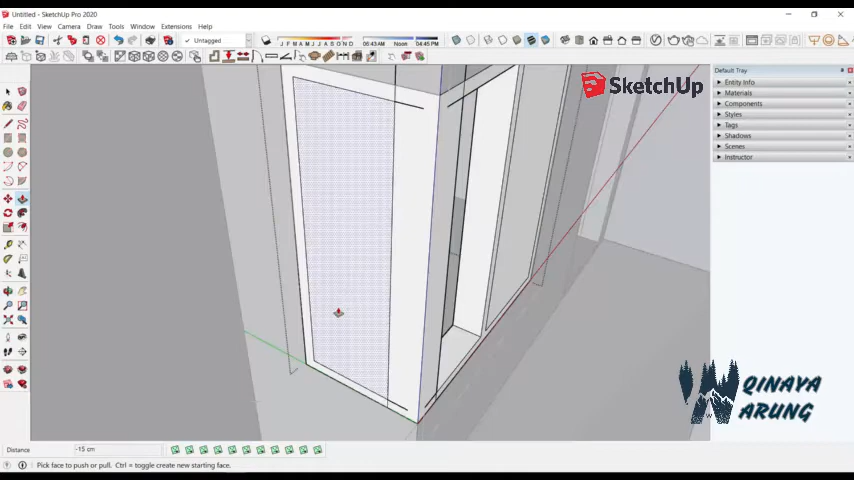 Untitled - SketchUp Pro 2020
File Edit View Camera Draw Tools Window Extensions Help
Untagged
J F M A M J J A S O N D
06:43 AM Noon 04:45 PM
SketchUp
Default Tray
Entity Info
Materials
Components
Styles
Tags
Shadows
Scenes
Instructor
QINAYA
ARUNG
Distance -15 cm
Pick face to push or pull. Ctrl = toggle create new starting face.